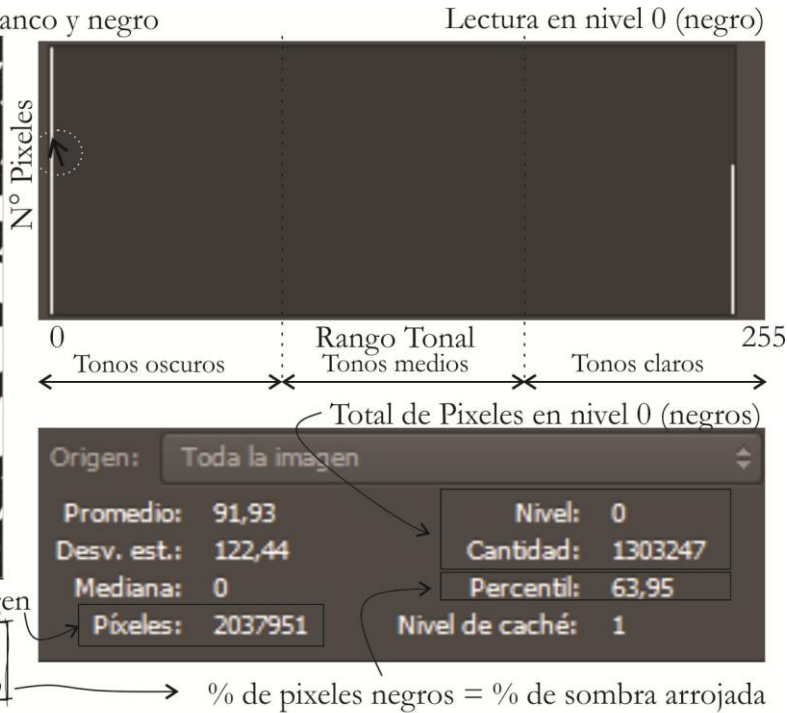 anco y negro
Lectura en nivel 0 (negro)
N° Pixeles
0
Rango Tonal
255
Tonos oscuros
Tonos medios
Tonos claros
Total de Pixeles en nivel 0 (negros)
Origen: Toda la imagen
Promedio: 91,93
Nivel: 0
Desv. est.: 122,44
Cantidad: 1303247
Mediana: 0
Percentil: 63,95
en
Píxeles: 2037951
Nivel de caché: 1
% de pixeles negros = % de sombra arrojada